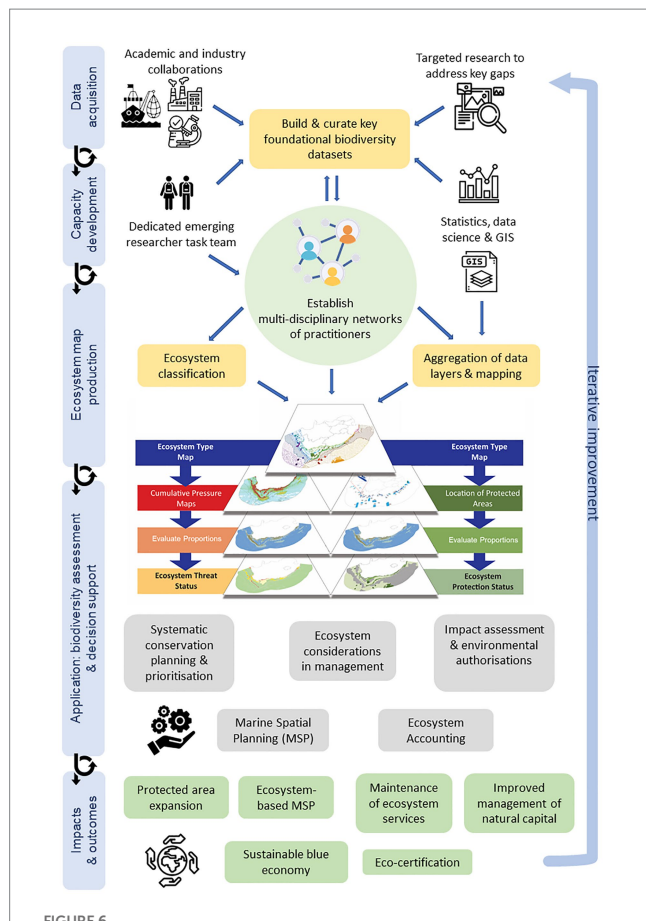 Data
acquisition
Capacity
development
Ecosystem map
production
Application: biodiversity assessment
& decision support
Impacts
& outcomes
Academic and industry
collaborations
Targeted research to
address key gaps
Build & curate key
foundational biodiversity
datasets
Dedicated emerging
researcher task team
Statistics, data
science & GIS
GIS
Establish
multi-disciplinary networks
of practitioners
Ecosystem
classification
Aggregation of data
layers & mapping
Ecosystem Type
Map
Ecosystem Type
Map
Cumulative Pressure
Maps
Location of Protected
Areas
Evaluate Proportions
Evaluate Proportions
Ecosystem Threat
Status
Ecosystem
Protection Status
Systematic
conservation
planning &
prioritisation
Ecosystem
considerations
in management
Impact assessment
& environmental
authorisations
Marine Spatial
Planning (MSP)
Ecosystem
Accounting
Protected area
expansion
Ecosystem-
based MSP
Maintenance
of ecosystem
services
Improved
management of
natural capital
Sustainable blue
economy
Eco-certification
Iterative improvement
FIGURE 6